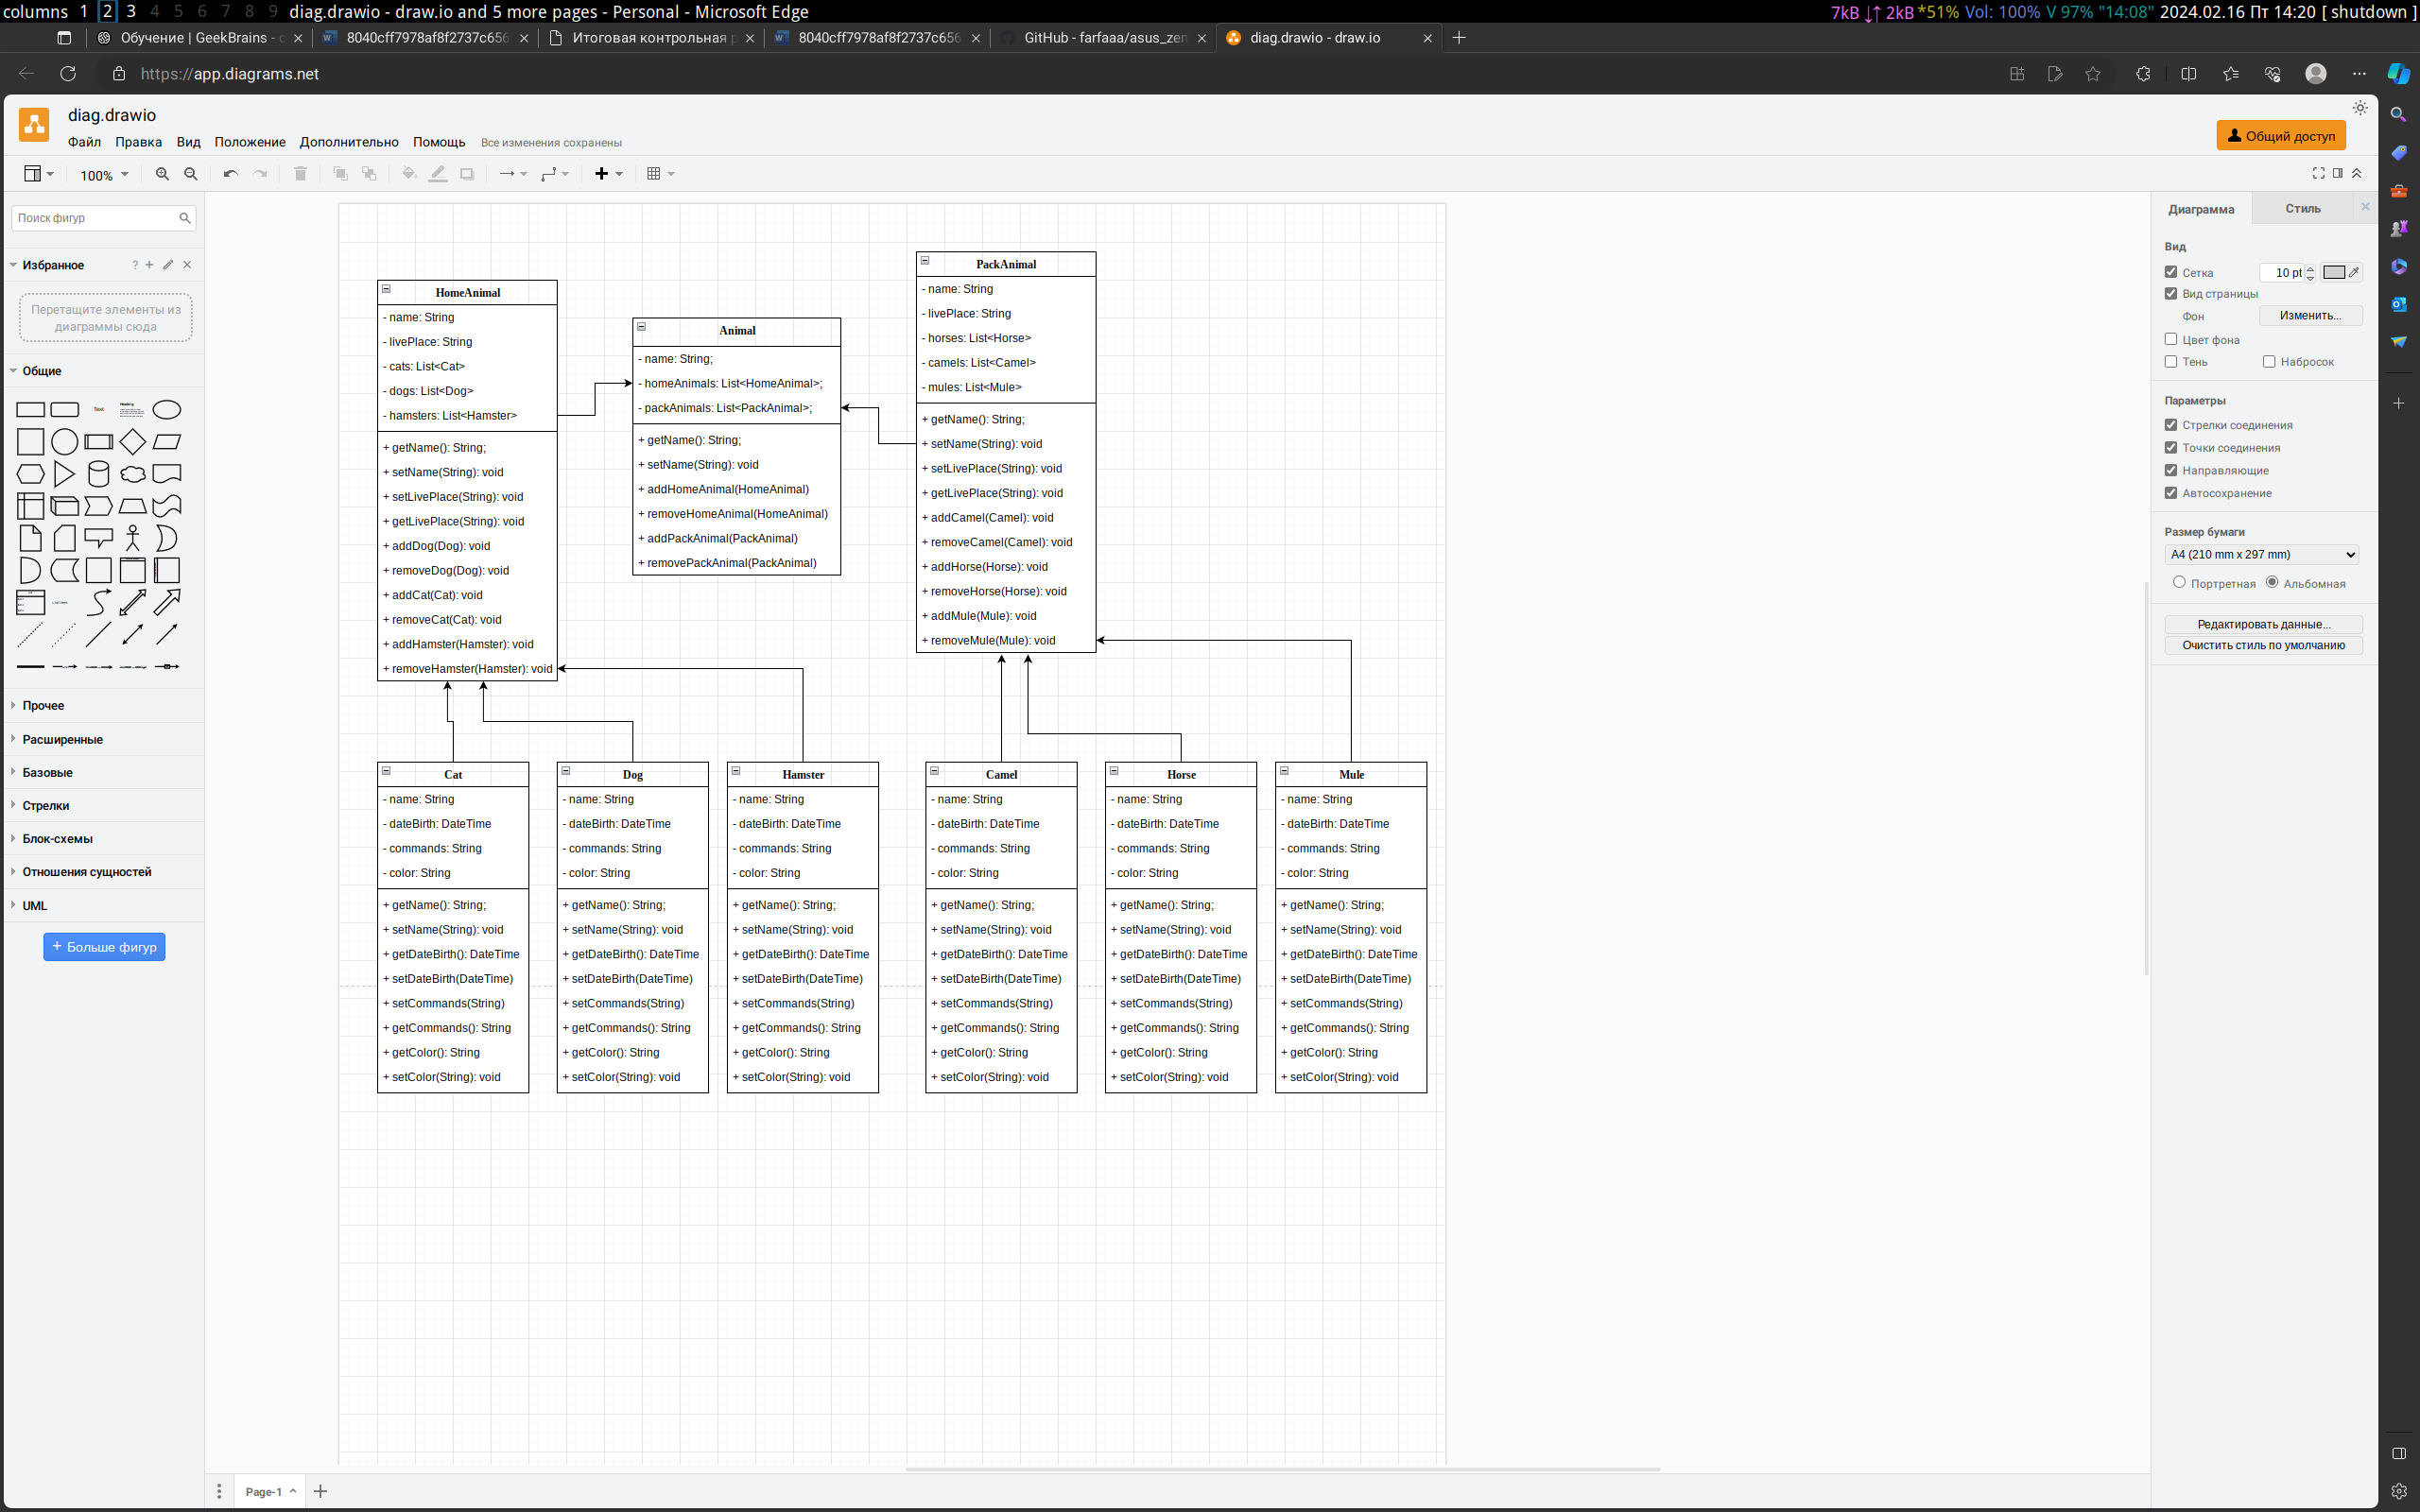 columns 1 2 3 4 5 6 7 8 9 diag.drawio - draw.io and 5 more pages - Personal - Microsoft Edge
7kB ↓↑ 2kB *51% Vol: 100% V 97% "14:08" 2024.02.16 Пт 14:20 [ shutdown ]
Обучение | GeekBrains - 
8040cff7978af8f2737c656
Итоговая контрольная
8040cff7978af8f2737c656
GitHub - farfaaa/asus_zen
diag.drawio - draw.io
https://app.diagrams.net
diag.drawio
Файл Правка Вид Положение Дополнительно Помощь Все изменения сохранены
Общий доступ
100%
Поиск фигур
Избранное ?
Перетащите элементы из
диаграммы сюда
Общие
Text
Heading
Прочее
Расширенные
Базовые
Стрелки
Блок-схемы
Отношения сущностей
UML
+ Больше фигур
HomeAnimal
- name: String
- livePlace: String
- cats: List<Cat>
- dogs: List<Dog>
- hamsters: List<Hamster>
+ getName(): String;
+ setName(String): void
+ setLivePlace(String): void
+ getLivePlace(String): void
+ addDog(Dog): void
+ removeDog(Dog): void
+ addCat(Cat): void
+ removeCat(Cat): void
+ addHamster(Hamster): void
+ removeHamster(Hamster): void
Animal
- name: String;
- homeAnimals: List<HomeAnimal>;
- packAnimals: List<PackAnimal>;
+ getName(): String;
+ setName(String): void
+ addHomeAnimal(HomeAnimal)
+ removeHomeAnimal(HomeAnimal)
+ addPackAnimal(PackAnimal)
+ removePackAnimal(PackAnimal)
PackAnimal
- name: String
- livePlace: String
- horses: List<Horse>
- camels: List<Camel>
- mules: List<Mule>
+ getName(): String;
+ setName(String): void
+ setLivePlace(String): void
+ getLivePlace(String): void
+ addCamel(Camel): void
+ removeCamel(Camel): void
+ addHorse(Horse): void
+ removeHorse(Horse): void
+ addMule(Mule): void
+ removeMule(Mule): void
Cat
- name: String
- dateBirth: DateTime
- commands: String
- color: String
+ getName(): String;
+ setName(String): void
+ getDateBirth(): DateTime
+ setDateBirth(DateTime)
+ setCommands(String)
+ getCommands(): String
+ getColor(): String
+ setColor(String): void
Dog
- name: String
- dateBirth: DateTime
- commands: String
- color: String
+ getName(): String;
+ setName(String): void
+ getDateBirth(): DateTime
+ setDateBirth(DateTime)
+ setCommands(String)
+ getCommands(): String
+ getColor(): String
+ setColor(String): void
Hamster
- name: String
- dateBirth: DateTime
- commands: String
- color: String
+ getName(): String;
+ setName(String): void
+ getDateBirth(): DateTime
+ setDateBirth(DateTime)
+ setCommands(String)
+ getCommands(): String
+ getColor(): String
+ setColor(String): void
Camel
- name: String
- dateBirth: DateTime
- commands: String
- color: String
+ getName(): String;
+ setName(String): void
+ getDateBirth(): DateTime
+ setDateBirth(DateTime)
+ setCommands(String)
+ getCommands(): String
+ getColor(): String
+ setColor(String): void
Horse
- name: String
- dateBirth: DateTime
- commands: String
- color: String
+ getName(): String;
+ setName(String): void
+ getDateBirth(): DateTime
+ setDateBirth(DateTime)
+ setCommands(String)
+ getCommands(): String
+ getColor(): String
+ setColor(String): void
Mule
- name: String
- dateBirth: DateTime
- commands: String
- color: String
+ getName(): String;
+ setName(String): void
+ getDateBirth(): DateTime
+ setDateBirth(DateTime)
+ setCommands(String)
+ getCommands(): String
+ getColor(): String
+ setColor(String): void
Диаграмма Стиль
Вид
Сетка 10 pt
Вид страницы
Фон Изменить...
Цвет фона
Тень Набросок
Параметры
Стрелки соединения
Точки соединения
Направляющие
Автосохранение
Размер бумаги
A4 (210 mm x 297 mm)
Портретная Альбомная
Редактировать данные...
Очистить стиль по умолчанию
Page-1